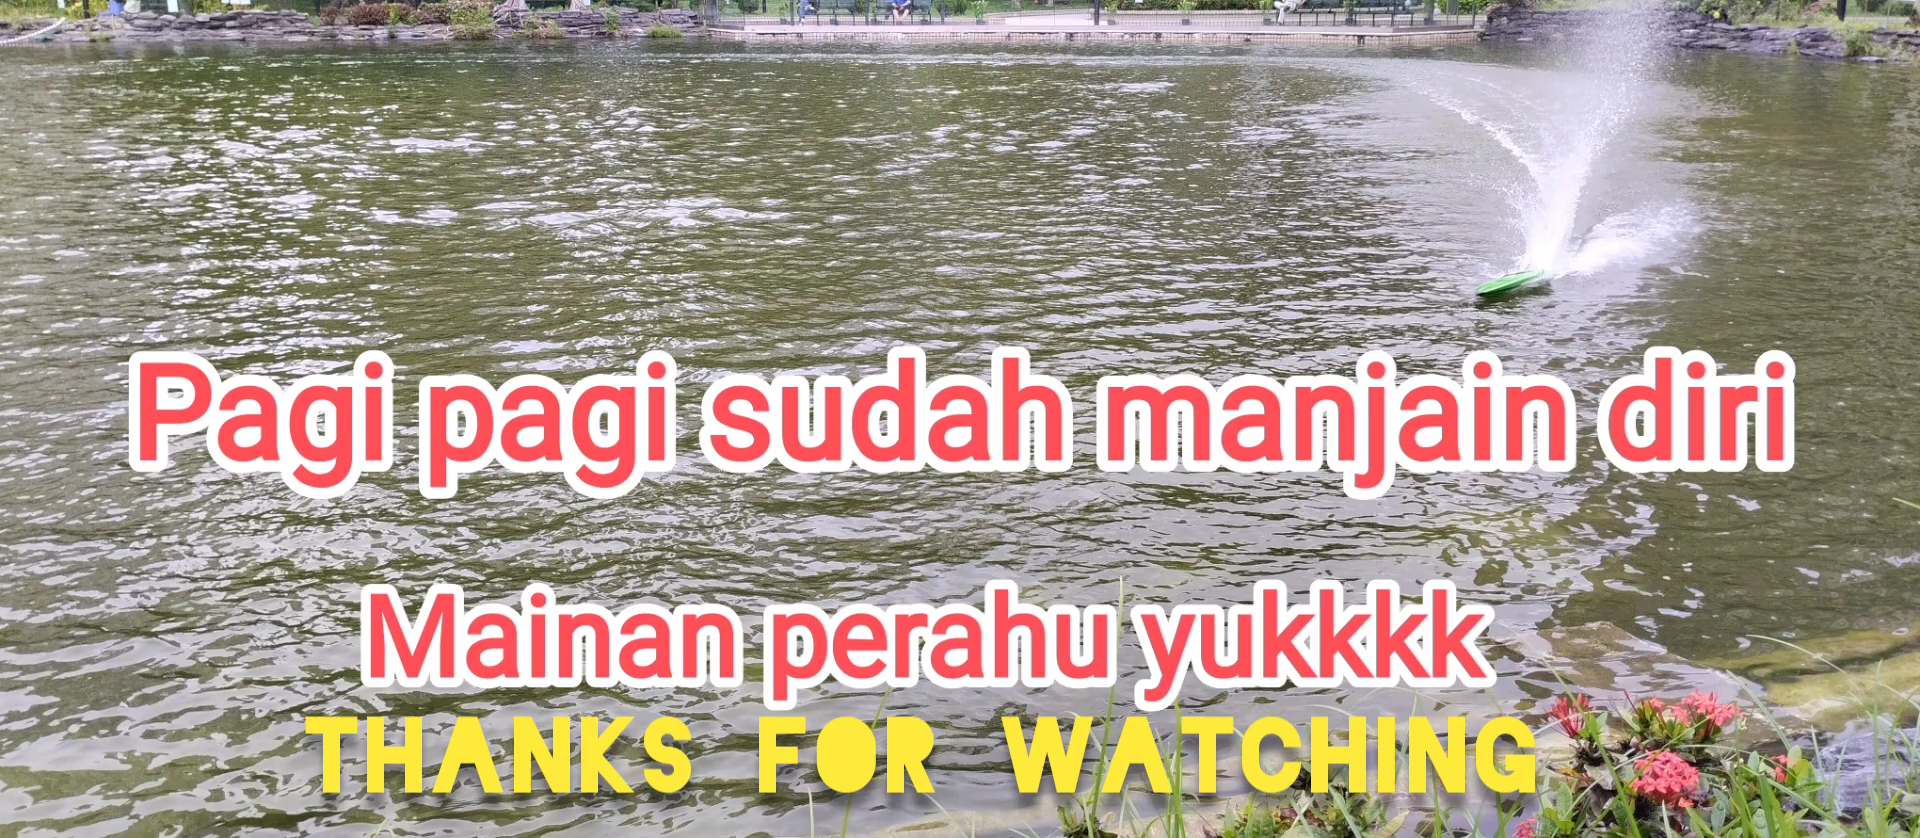 Pagi pagi sudah manjain diri
Mainan perahu yukkkk
THANKS FOR WATCHING